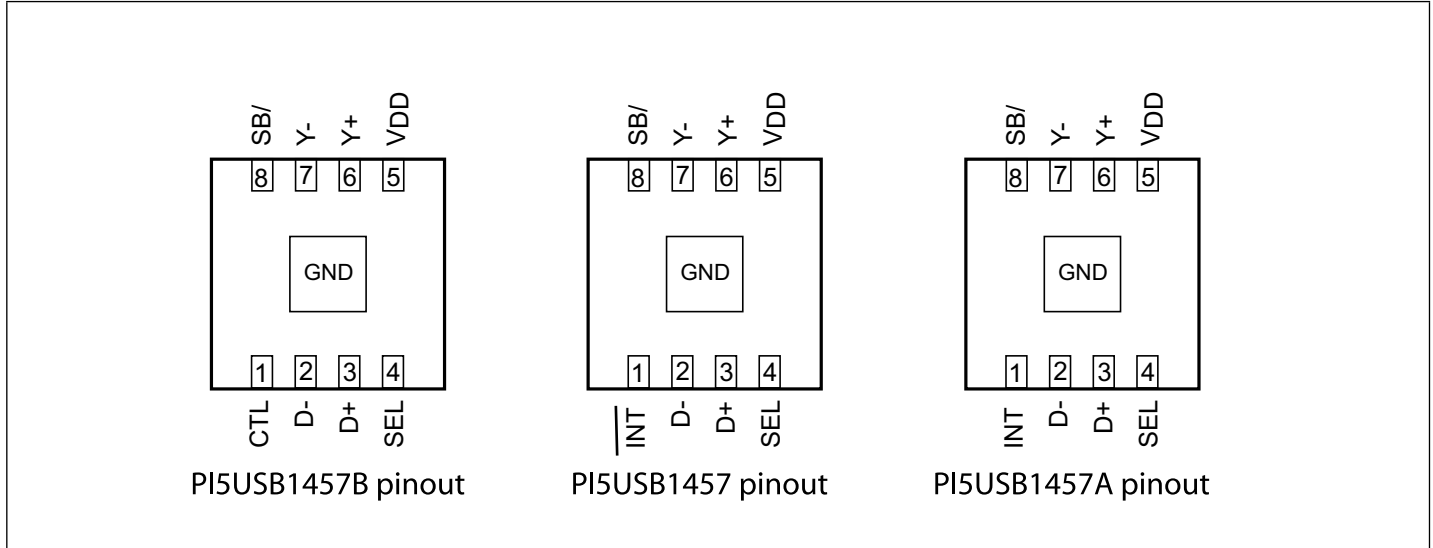 SB/ Y- Y+ VDD
8 7 6 5
GND
1 2 3 4
CTL D- D+ SEL
PI5USB1457B pinout
SB/ Y- Y+ VDD
8 7 6 5
GND
1 2 3 4
INT D- D+ SEL
PI5USB1457 pinout
SB/ Y- Y+ VDD
8 7 6 5
GND
1 2 3 4
INT D- D+ SEL
PI5USB1457A pinout